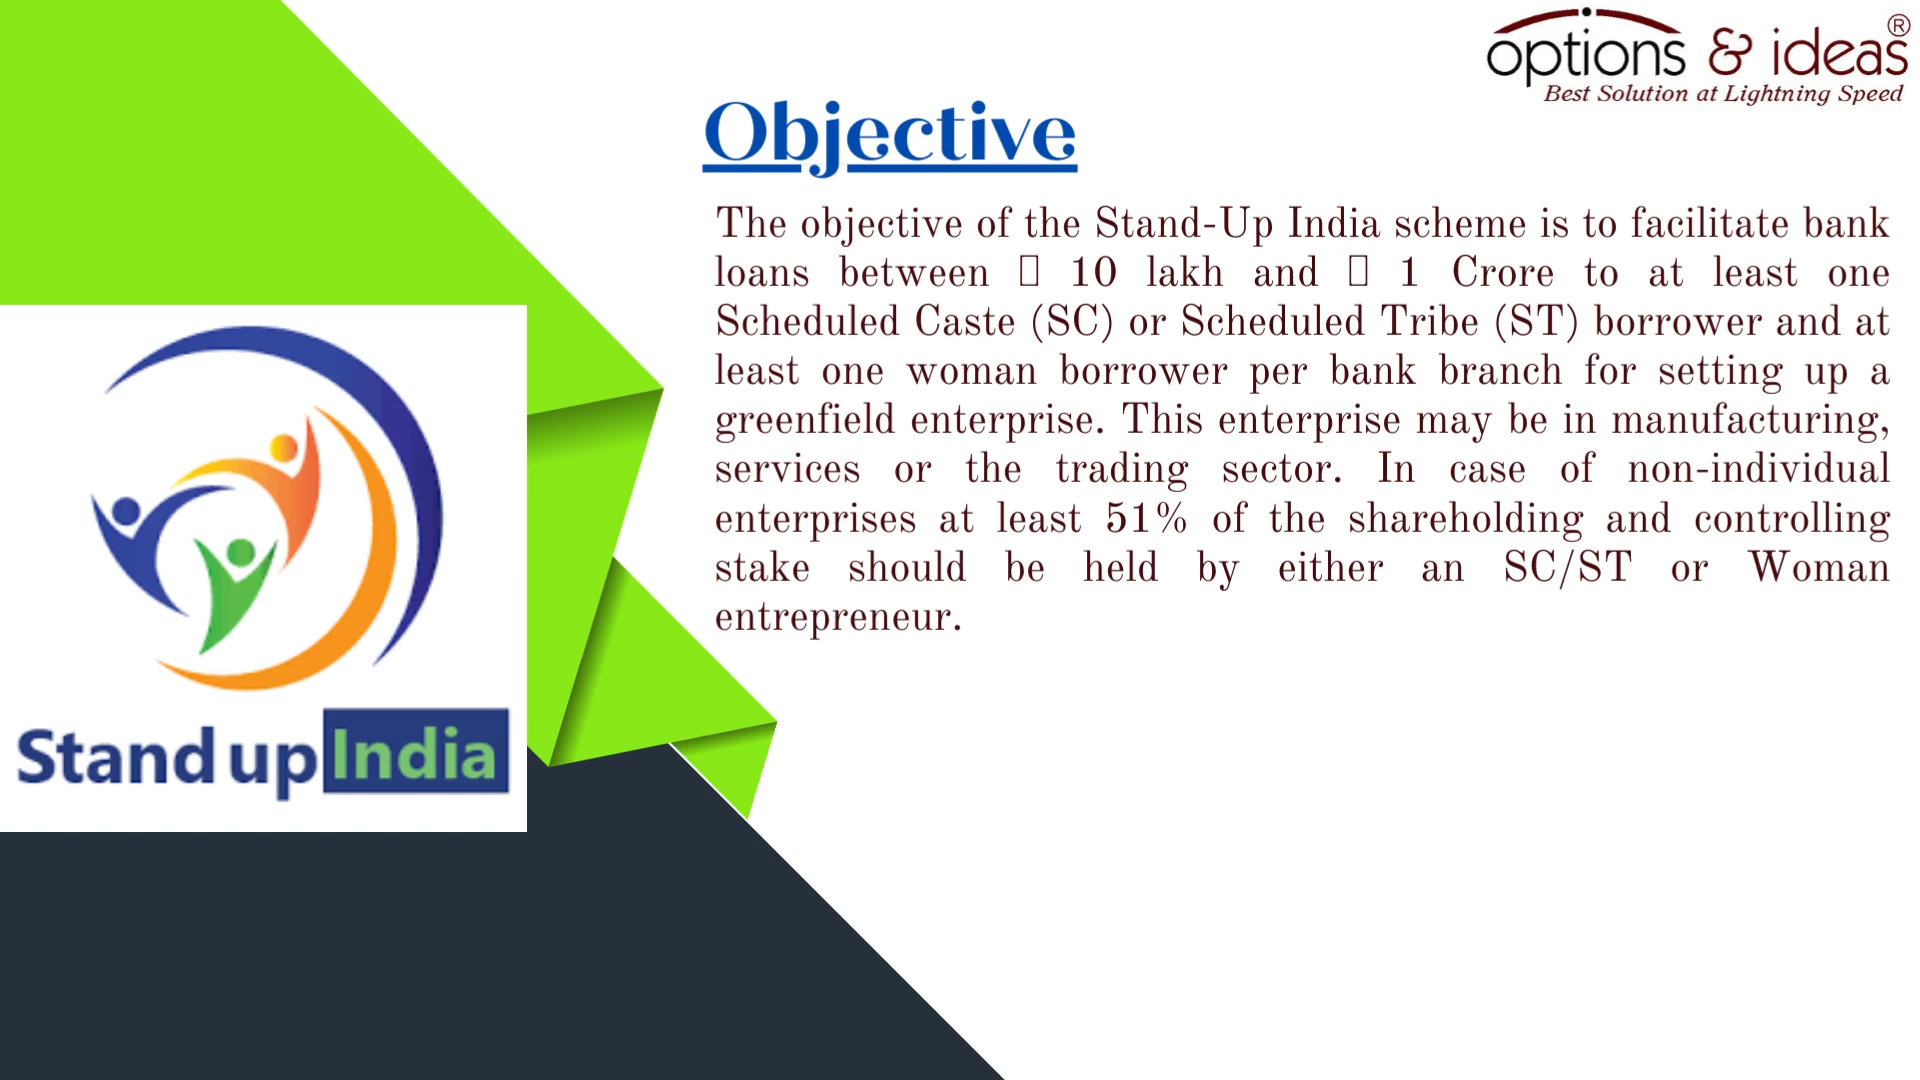 options & ideas®
Best Solution at Lightning Speed
Objective
The objective of the Stand-Up India scheme is to facilitate bank
loans between ▯ 10 lakh and ▯ 1 Crore to at least one
Scheduled Caste (SC) or Scheduled Tribe (ST) borrower and at
least one woman borrower per bank branch for setting up a
greenfield enterprise. This enterprise may be in manufacturing,
services or the trading sector. In case of non-individual
enterprises at least 51% of the shareholding and controlling
stake should be held by either an SC/ST or Woman
entrepreneur.
Stand up India